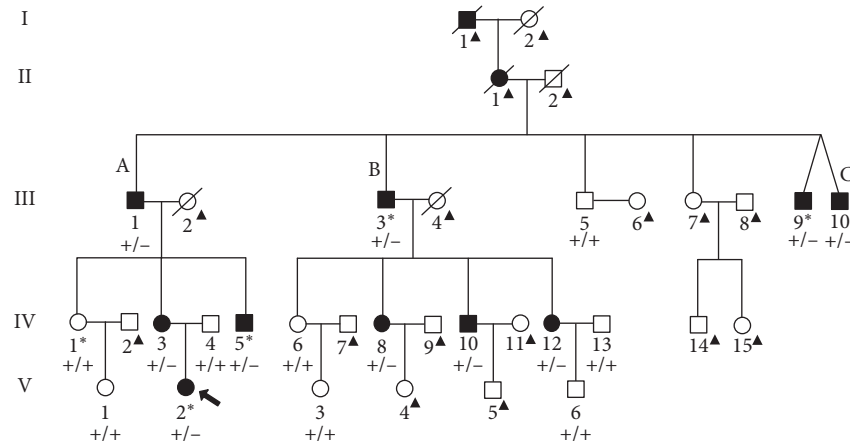 I
1▲ 2▲
II
1▲ 2▲
A B C
III
1 2▲ 3* 4▲ 5 6▲ 7▲ 8▲ 9* 10
+/− +/− +/+ +/− +/−
IV
1* 2▲ 3 4 5* 6 7▲ 8 9▲ 10 11▲ 12 13 14▲ 15▲
+/+ +/− +/+ +/− +/+ +/− +/− +/− +/+
V
1 2* 3 4▲ 5▲ 6
+/+ +/− +/+ +/+